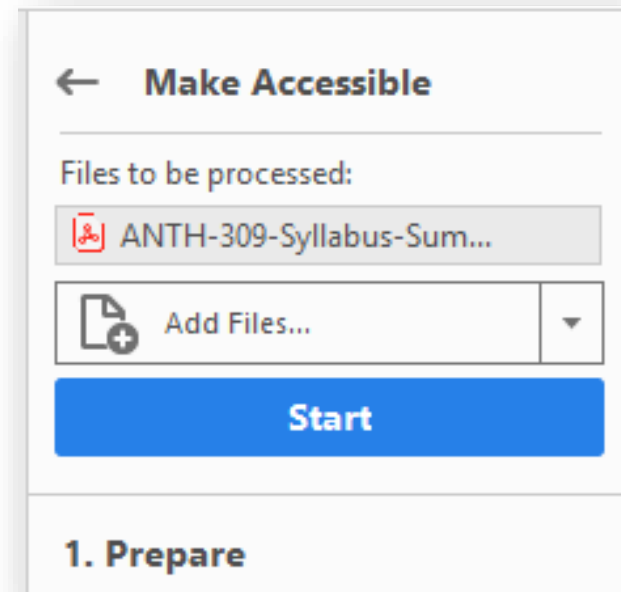 Make Accessible
Files to be processed:
ANTH-309-Syllabus-Sum...
Add Files...
Start
1. Prepare